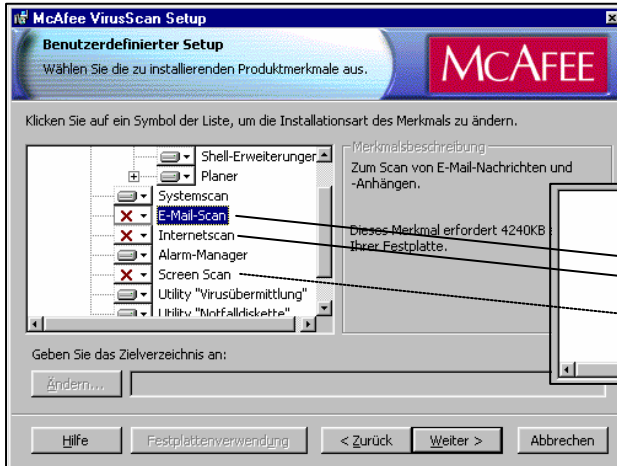 McAfee VirusScan Setup
Benutzerdefinierter Setup
Wählen Sie die zu installierenden Produktmerkmale aus.
MCAFEE
Klicken Sie auf ein Symbol der Liste, um die Installationsart des Merkmals zu ändern.
Shell-Erweiterunger
Planer
Systemscan
E-Mail-Scan
Internetscan
Alarm-Manager
Screen Scan
Utility "Virusübermittlung"
Utility "Notfalldiskette"
Merkmalsbeschreibung
Zum Scan von E-Mail-Nachrichten und
-Anhängen.
Dieses Merkmal erfordert 4240KB
Ihrer Festplatte.
Geben Sie das Zielverzeichnis an:
Ändern...
Hilfe
Festplattenverwendung
< Zurück
Weiter >
Abbrechen